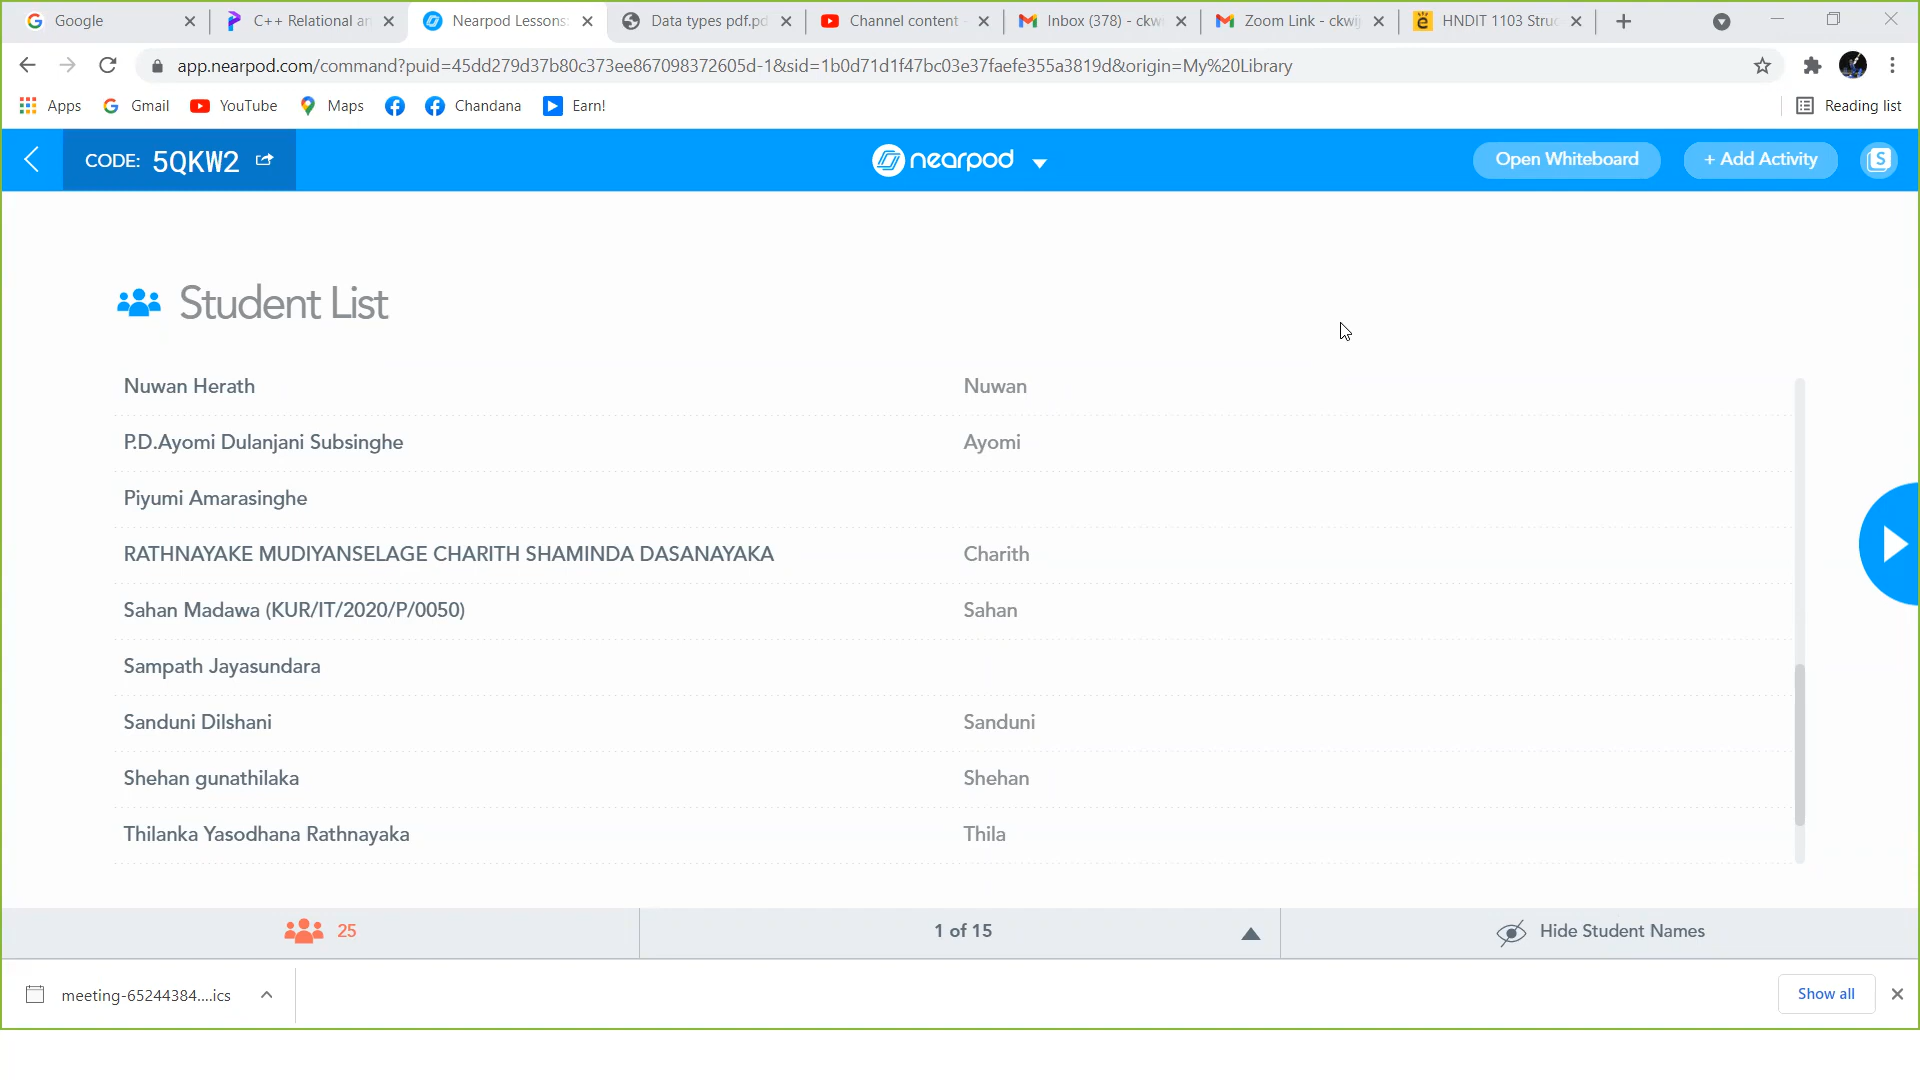 Google
C++ Relational an
Nearpod Lessons:
Data types pdf.pd
Channel content -
Inbox (378) - ckwi
Zoom Link - ckwij
HNDIT 1103 Struc
app.nearpod.com/command?puid=45dd279d37b80c373ee867098372605d-1&sid=1b0d71d1f47bc03e37faefe355a3819d&origin=My%20Library
Apps
Gmail
YouTube
Maps
Chandana
Earn!
Reading list
CODE: 5QKW2
nearpod
Open Whiteboard
+ Add Activity
S
Student List
Nuwan Herath Nuwan
P.D.Ayomi Dulanjani Subsinghe Ayomi
Piyumi Amarasinghe
RATHNAYAKE MUDIYANSELAGE CHARITH SHAMINDA DASANAYAKA Charith
Sahan Madawa (KUR/IT/2020/P/0050) Sahan
Sampath Jayasundara
Sanduni Dilshani Sanduni
Shehan gunathilaka Shehan
Thilanka Yasodhana Rathnayaka Thila
25
1 of 15
Hide Student Names
meeting-65244384....ics
Show all